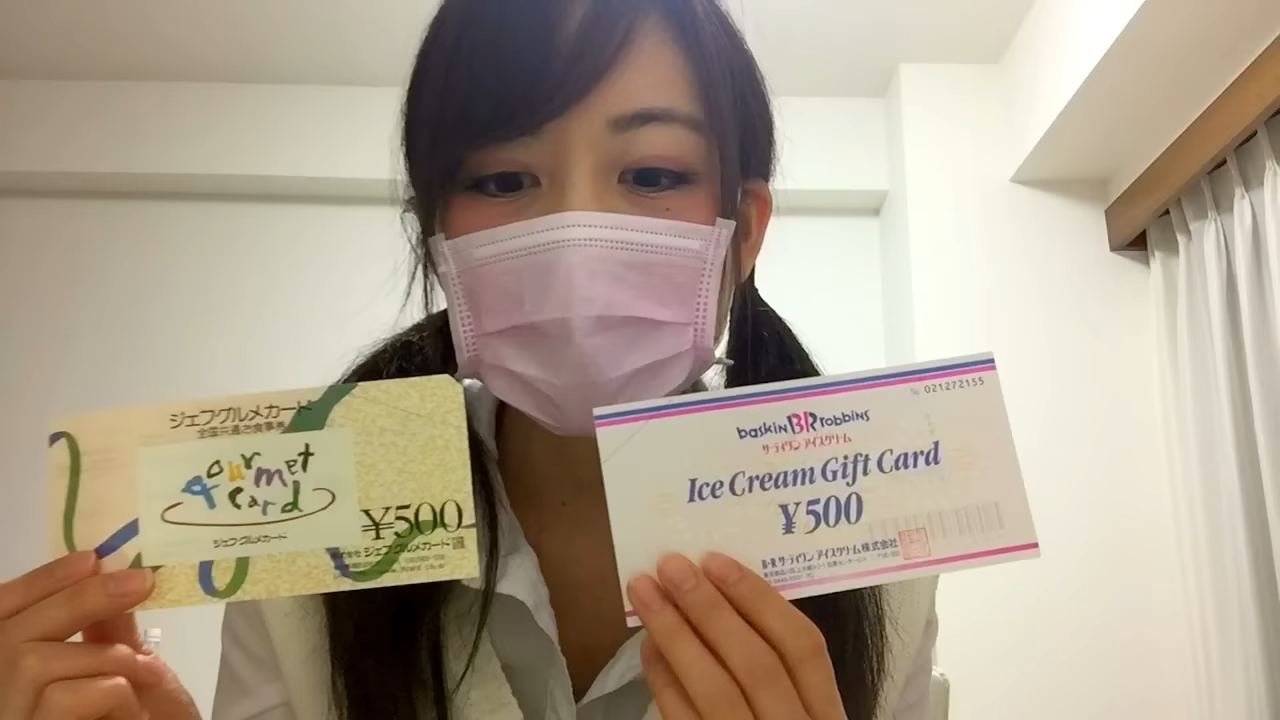 ジェフグルメカード
全国共通お食事券
gourmet
card
ジェフグルメカード
¥500
株式会社 ジェフグルメカード
№ 021272155
baskin BR robbins
サーティワン アイスクリーム
Ice Cream Gift Card
¥500
B-R サーティワン アイスクリーム株式会社